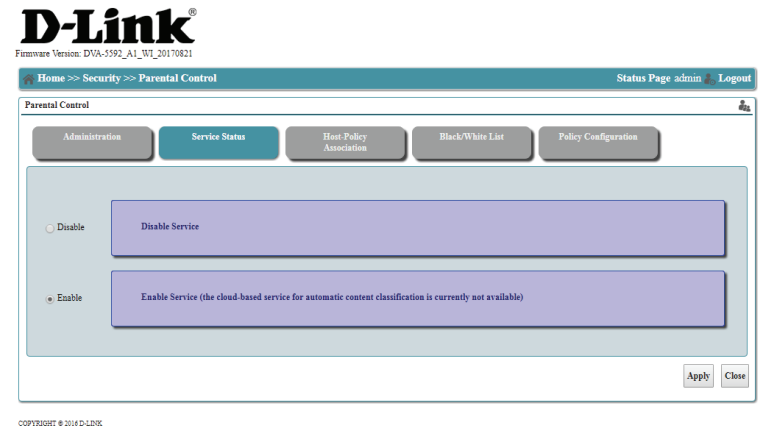 D-Link®
Firmware Version: DVA-5592_A1_WI_20170821
Home >> Security >> Parental Control Status Page admin Logout
Parental Control
Administration Service Status Host-Policy Black/White List Policy Configuration
Association
Disable Disable Service
Enable Enable Service (the cloud-based service for automatic content classification is currently not available)
Apply Close
COPYRIGHT © 2016 D-LINK